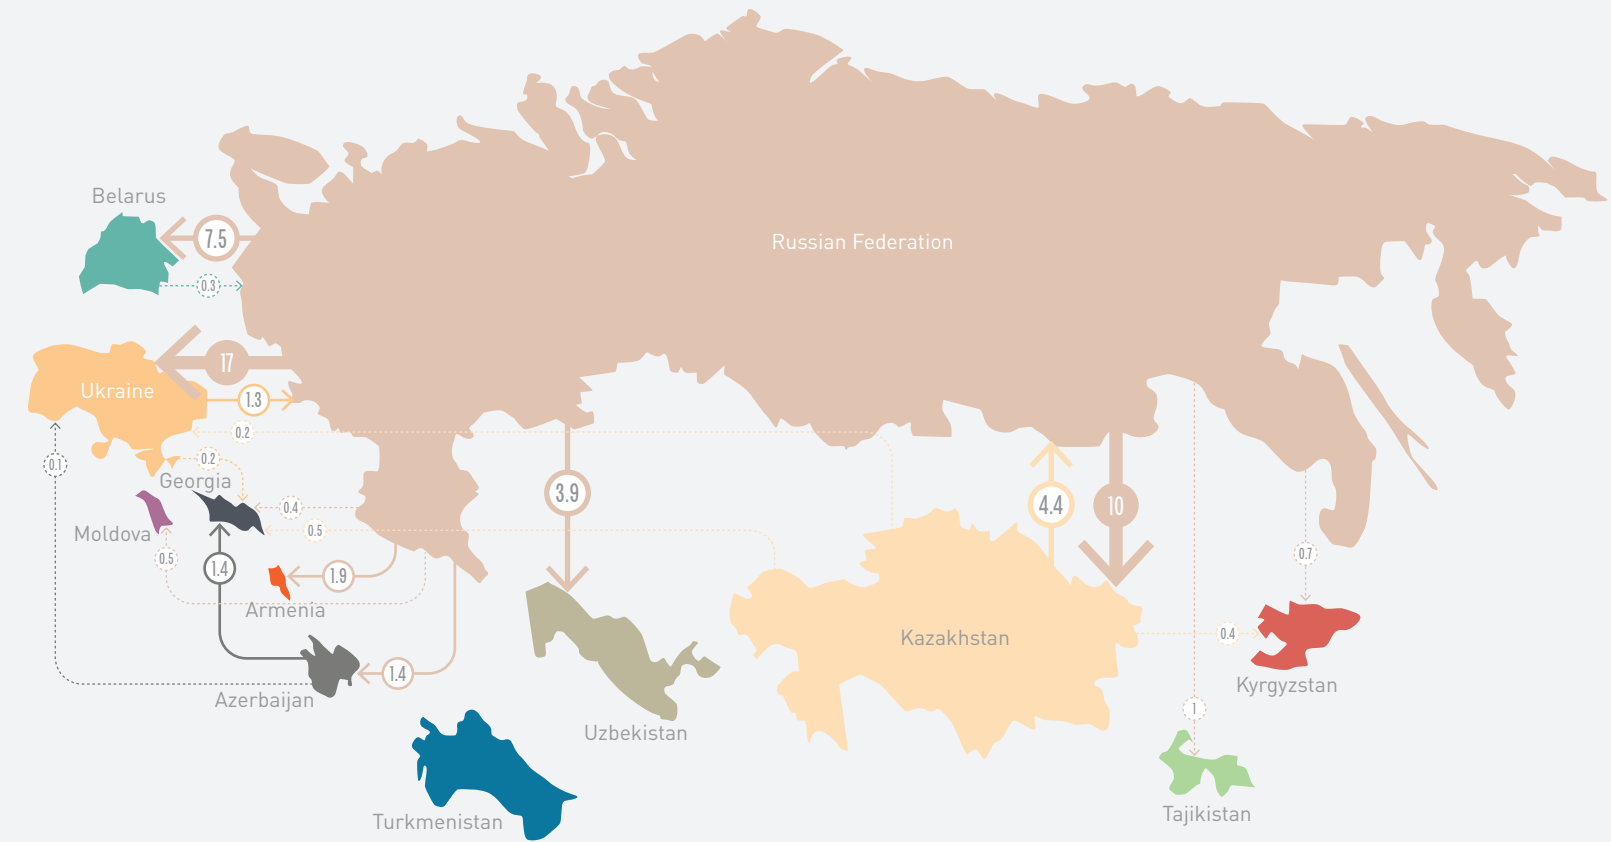 Belarus
7.5
Russian Federation
0.3
17
Ukraine
1.3
0.2
0.1
0.2
Georgia
3.9
4.4
10
0.4
Moldova
0.5
0.5
1.4
0.7
1.9
Armenia
Kazakhstan
0.4
1.4
Azerbaijan
Kyrgyzstan
1
Uzbekistan
Tajikistan
Turkmenistan